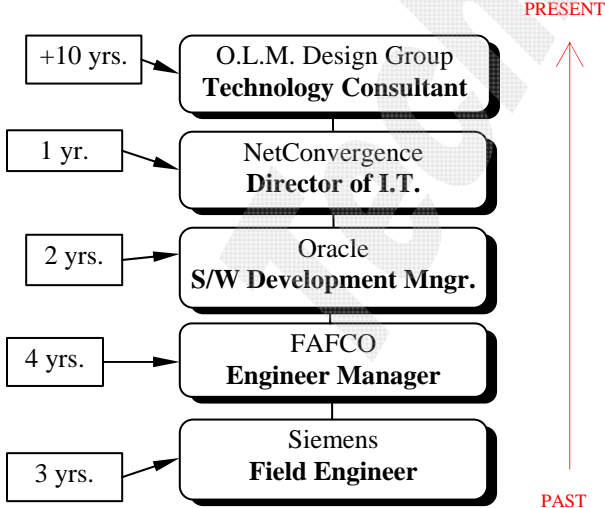 PRESENT
+10 yrs.
O.L.M. Design Group
Technology Consultant
1 yr.
NetConvergence
Director of I.T.
2 yrs.
Oracle
S/W Development Mngr.
4 yrs.
FAFCO
Engineer Manager
3 yrs.
Siemens
Field Engineer
PAST
Tech